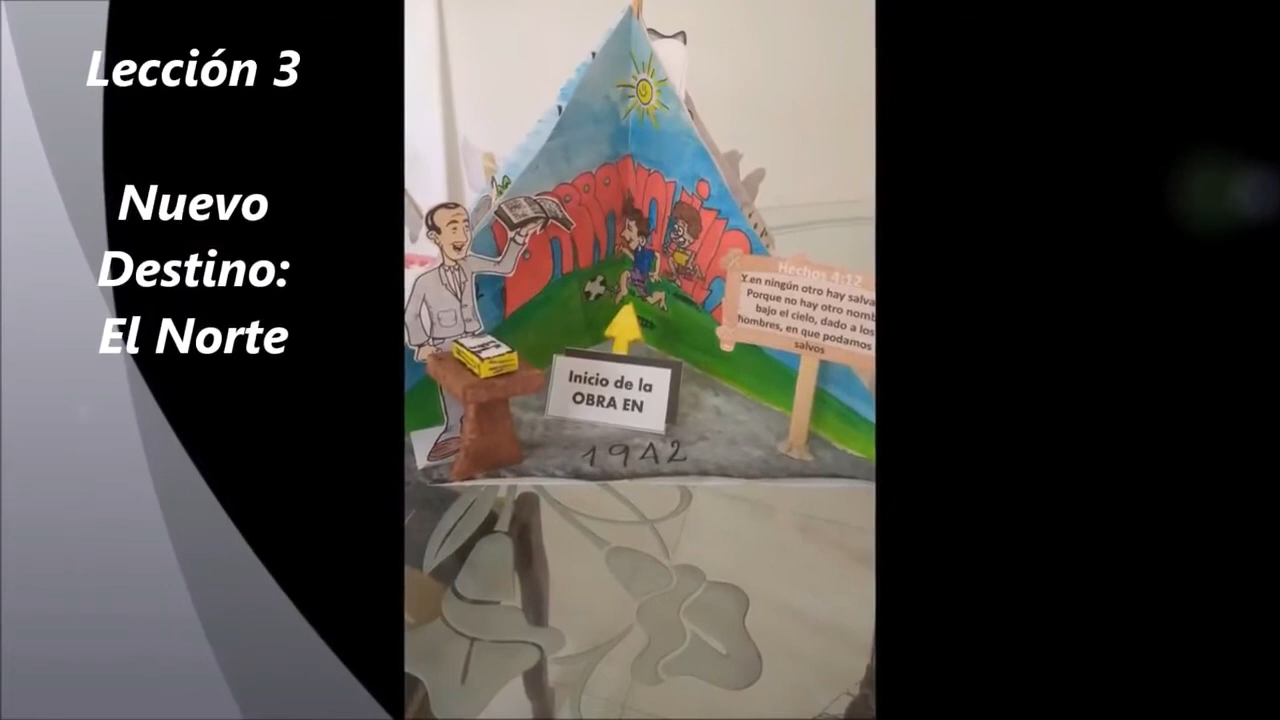 Lección 3
Nuevo
Destino:
El Norte
Hechos 4:12
Y en ningún otro hay salva
Porque no hay otro nomb
bajo el cielo, dado a los
hombres, en que podamos
salvos
Inicio de la
OBRA EN
1942